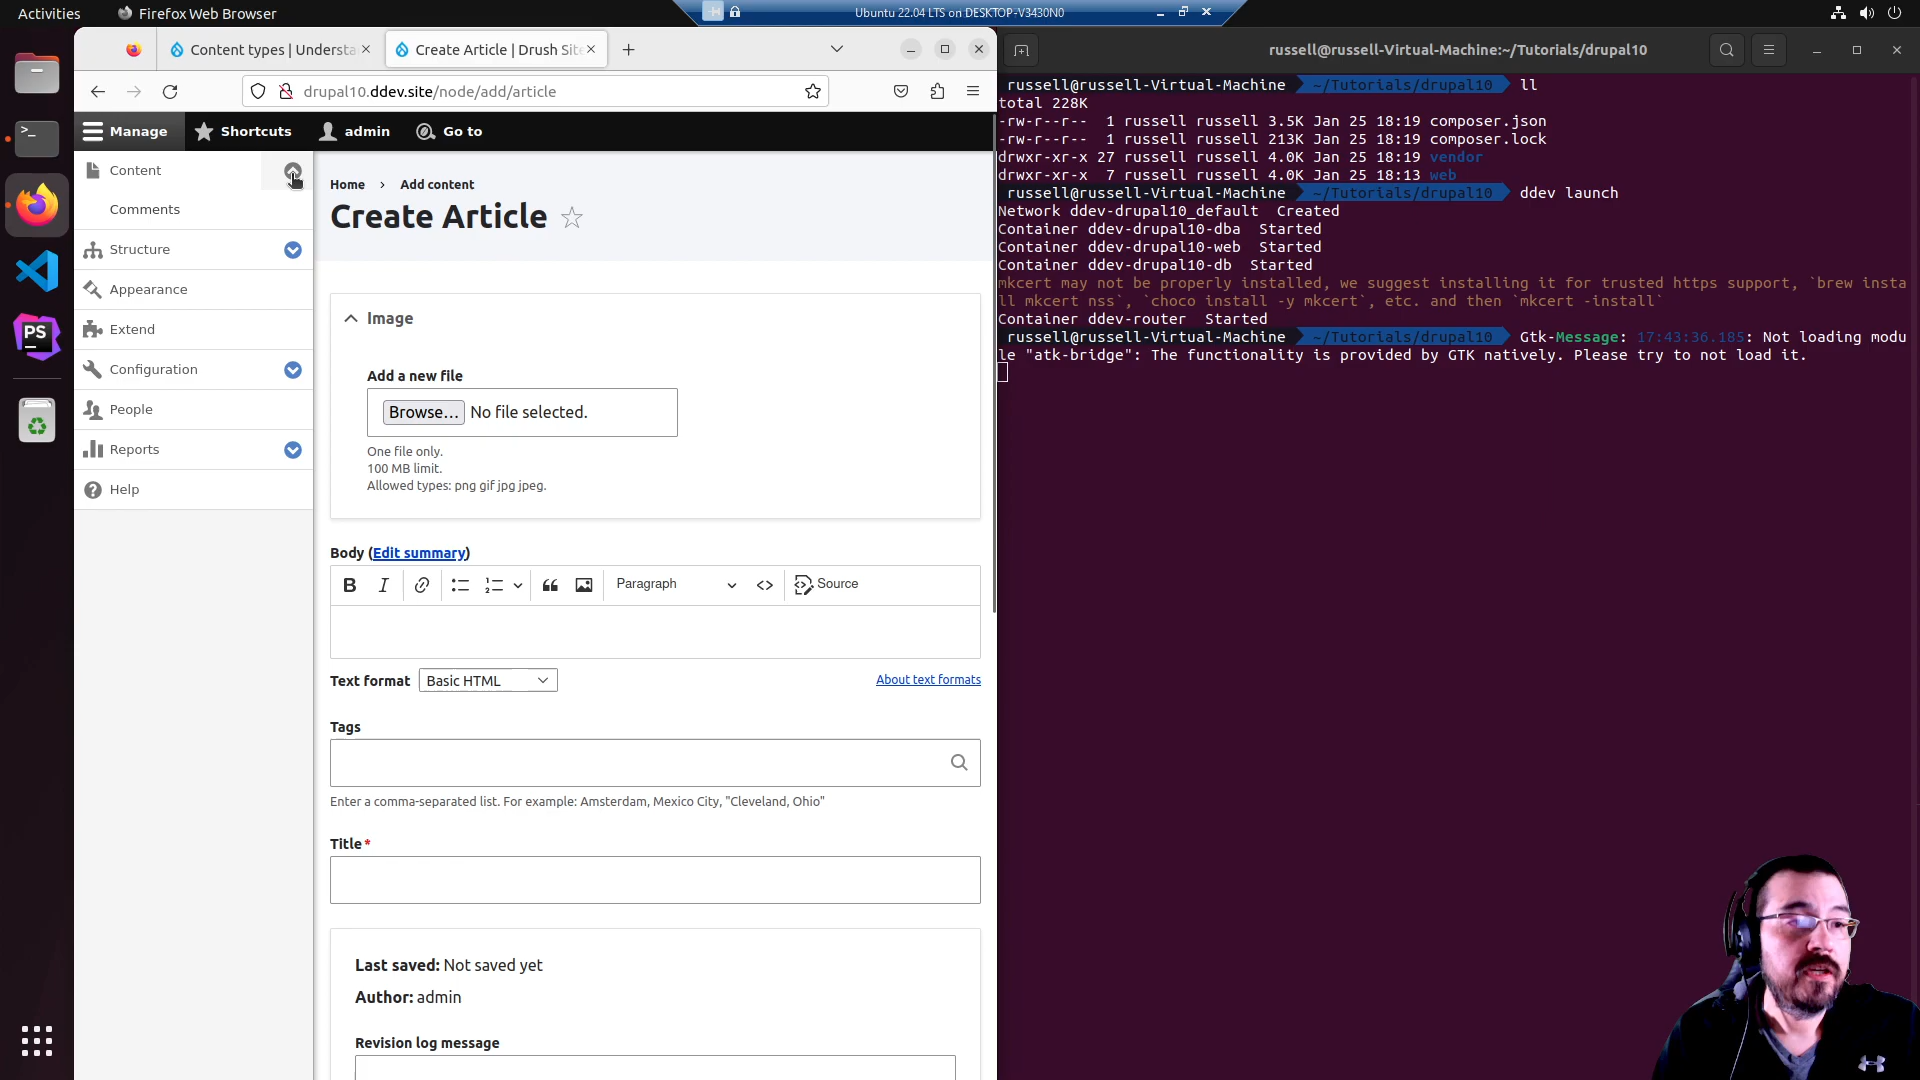 Activities
Firefox Web Browser
Ubuntu 22.04 LTS on DESKTOP-V3430N0
Content types | Understa
Create Article | Drush Site
drupal10.ddev.site/node/add/article
Manage
Shortcuts
admin
Go to
Content
Comments
Structure
Appearance
Extend
Configuration
People
Reports
Help
Home
Add content
Create Article
Image
Add a new file
Browse… No file selected.
One file only.
100 MB limit.
Allowed types: png gif jpg jpeg.
Body (Edit summary)
B I
Paragraph
Source
Text format
Basic HTML
About text formats
Tags
Enter a comma-separated list. For example: Amsterdam, Mexico City, "Cleveland, Ohio"
Title*
Last saved: Not saved yet
Author: admin
Revision log message
PS
russell@russell-Virtual-Machine:~/Tutorials/drupal10
russell@russell-Virtual-Machine ~/Tutorials/drupal10 ll
total 228K
-rw-r--r-- 1 russell russell 3.5K Jan 25 18:19 composer.json
-rw-r--r-- 1 russell russell 213K Jan 25 18:19 composer.lock
drwxr-xr-x 27 russell russell 4.0K Jan 25 18:19 vendor
drwxr-xr-x 7 russell russell 4.0K Jan 25 18:13 web
russell@russell-Virtual-Machine ~/Tutorials/drupal10 ddev launch
Network ddev-drupal10_default Created
Container ddev-drupal10-dba Started
Container ddev-drupal10-web Started
Container ddev-drupal10-db Started
mkcert may not be properly installed, we suggest installing it for trusted https support, `brew insta
ll mkcert nss`, `choco install -y mkcert`, etc. and then `mkcert -install`
Container ddev-router Started
russell@russell-Virtual-Machine ~/Tutorials/drupal10 Gtk-Message: 17:43:36.185: Not loading modu
le "atk-bridge": The functionality is provided by GTK natively. Please try to not load it.